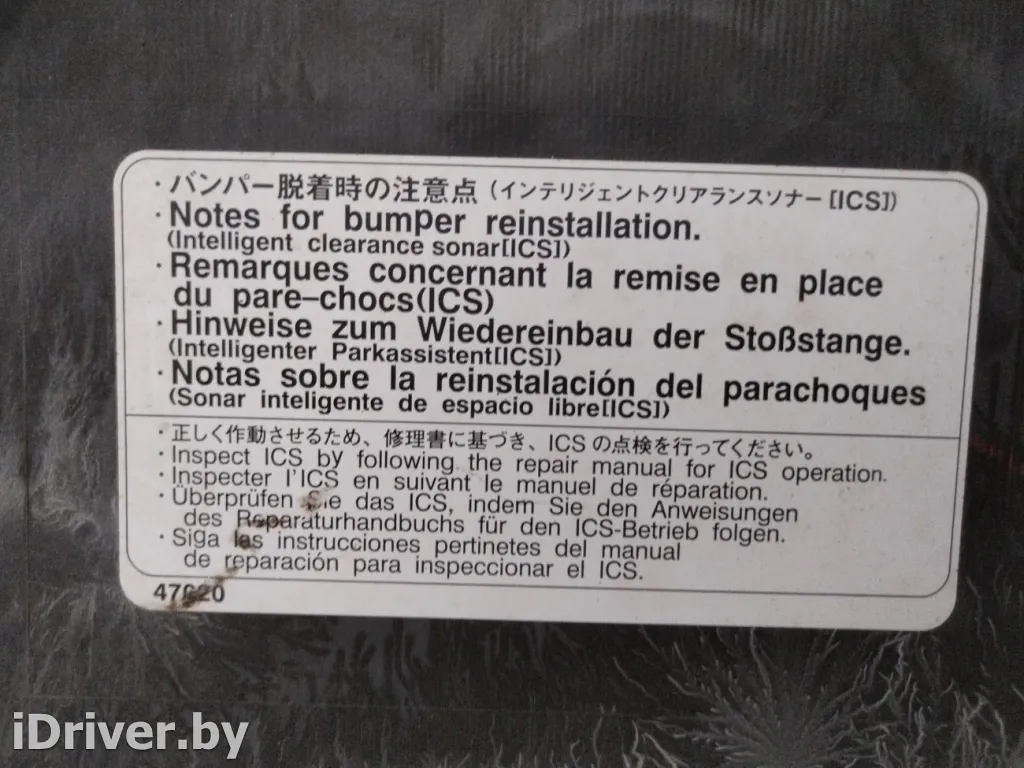 ・バンパー脱着時の注意点（インテリジェントクリアランスソナー[ICS]）
・Notes for bumper reinstallation.
(Intelligent clearance sonar[ICS])
・Remarques concernant la remise en place
du pare-chocs(ICS)
・Hinweise zum Wiedereinbau der Stoßstange.
(Intelligenter Parkassistent[ICS])
・Notas sobre la reinstalación del parachoques
(Sonar inteligente de espacio libre[ICS])
・正しく作動させるため、修理書に基づき、ICSの点検を行ってください。
・Inspect ICS by following the repair manual for ICS operation.
・Inspecter l'ICS en suivant le manuel de réparation.
・Überprüfen Sie das ICS, indem Sie den Anweisungen
des Reparaturhandbuchs für den ICS-Betrieb folgen.
・Siga las instrucciones pertinetes del manual
de reparación para inspeccionar el ICS.
iDriver.by